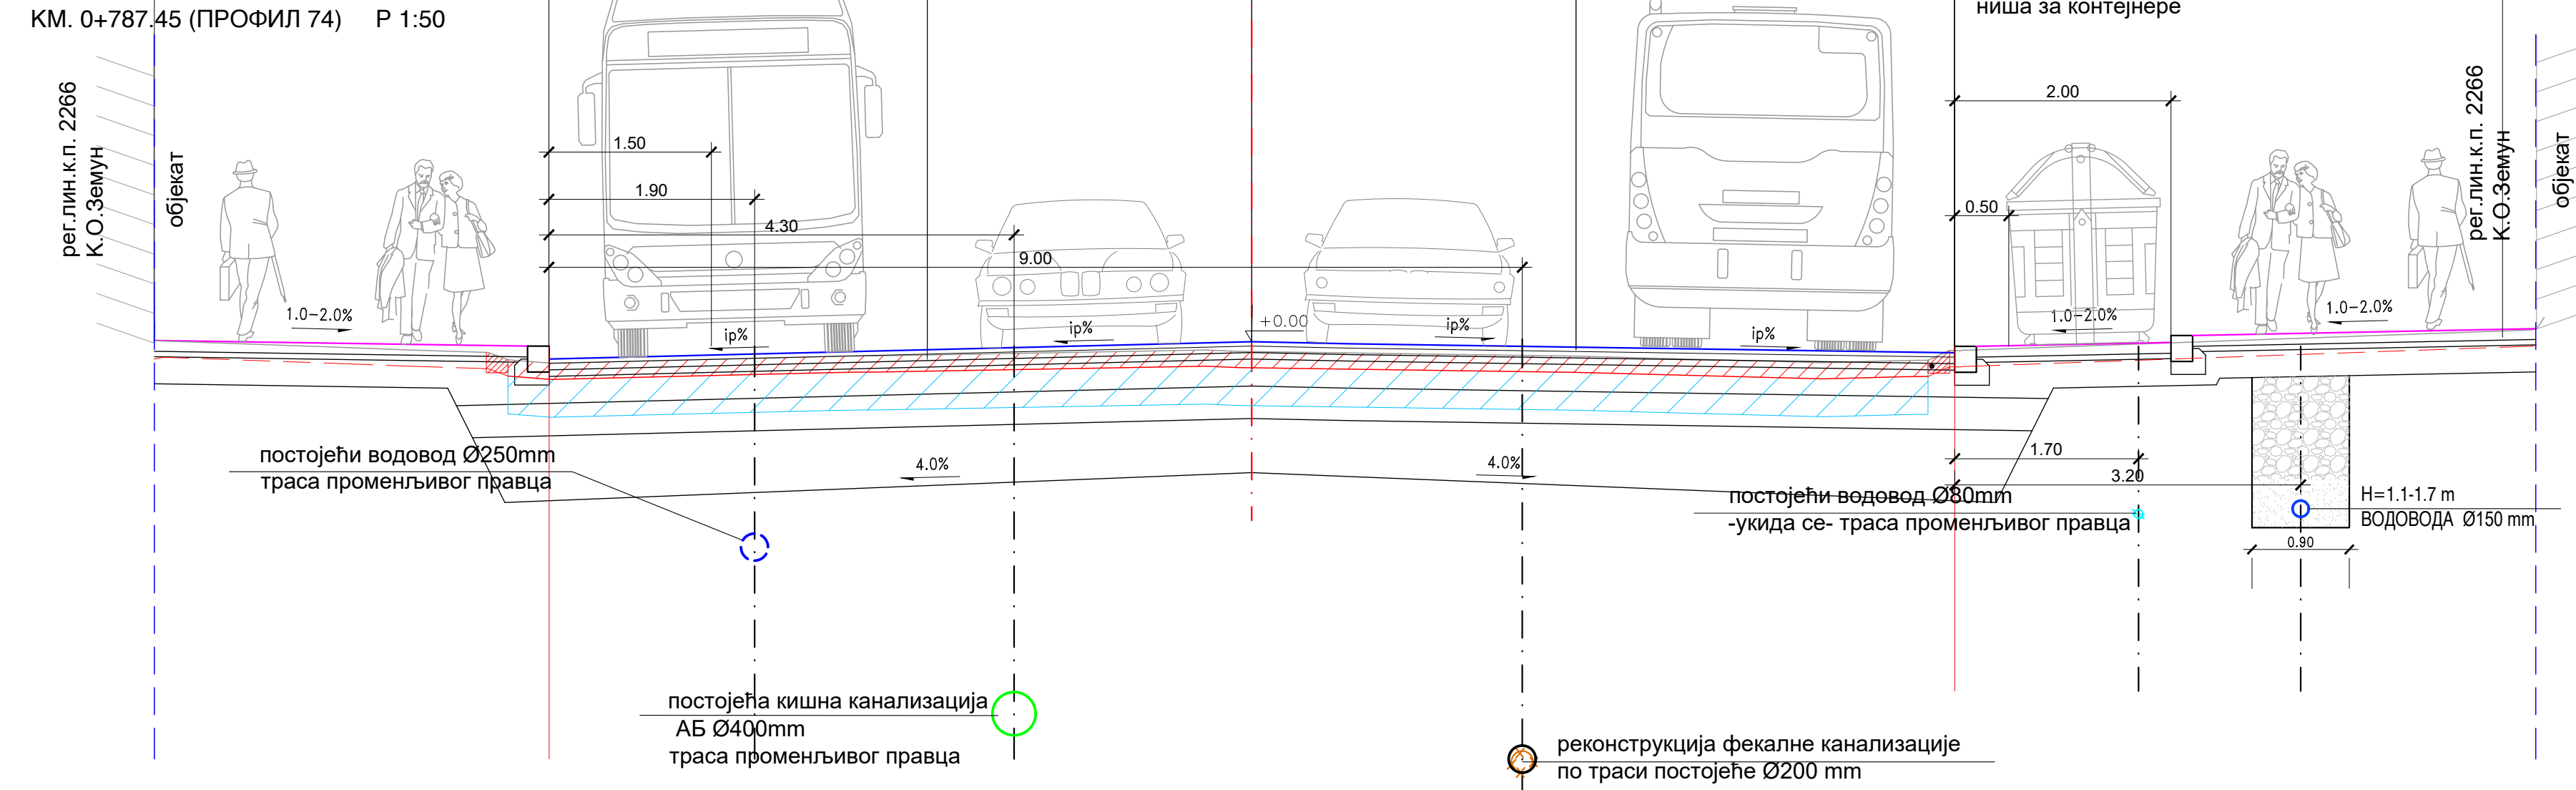 КМ. 0+787.45 (ПРОФИЛ 74) Р 1:50
ниша за контејнере
рег.лин.к.п. 2266
К.О.Земун
објекат
1.50
1.90
4.30
9.00
2.00
0.50
рег.лин.к.п. 2266
К.О.Земун
објекат
1.0-2.0%
ip%
ip%
+0.00
ip%
ip%
1.0-2.0%
1.0-2.0%
4.0%
4.0%
постојећи водовод Ø250mm
траса променљивог правца
1.70
3.20
постојећи водовод Ø80mm
-укида се- траса променљивог правца
H=1.1-1.7 m
ВОДОВОДА Ø150 mm
0.90
постојећа кишна канализација
АБ Ø400mm
траса променљивог правца
реконструкција фекалне канализације
по траси постојеће Ø200 mm